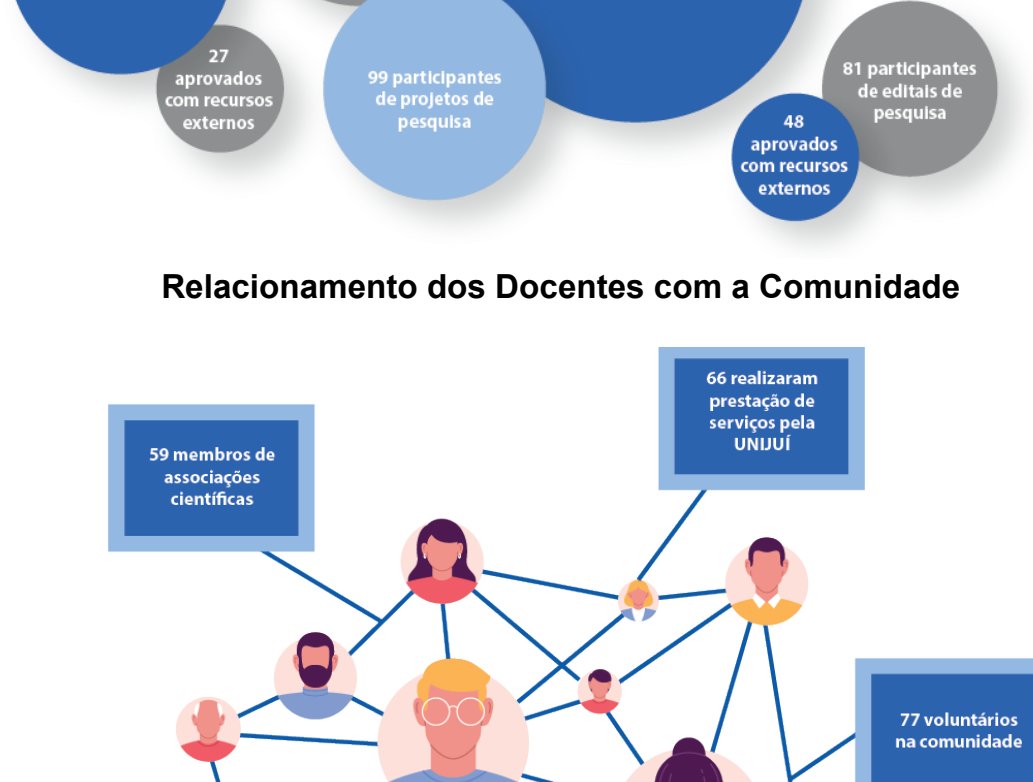 27
aprovados
com recursos
externos
99 participantes
de projetos de
pesquisa
81 participantes
de editais de
pesquisa
48
aprovados
com recursos
externos
Relacionamento dos Docentes com a Comunidade
66 realizaram
prestação de
serviços pela
UNIJUÍ
59 membros de
associações
científicas
77 voluntários
na comunidade